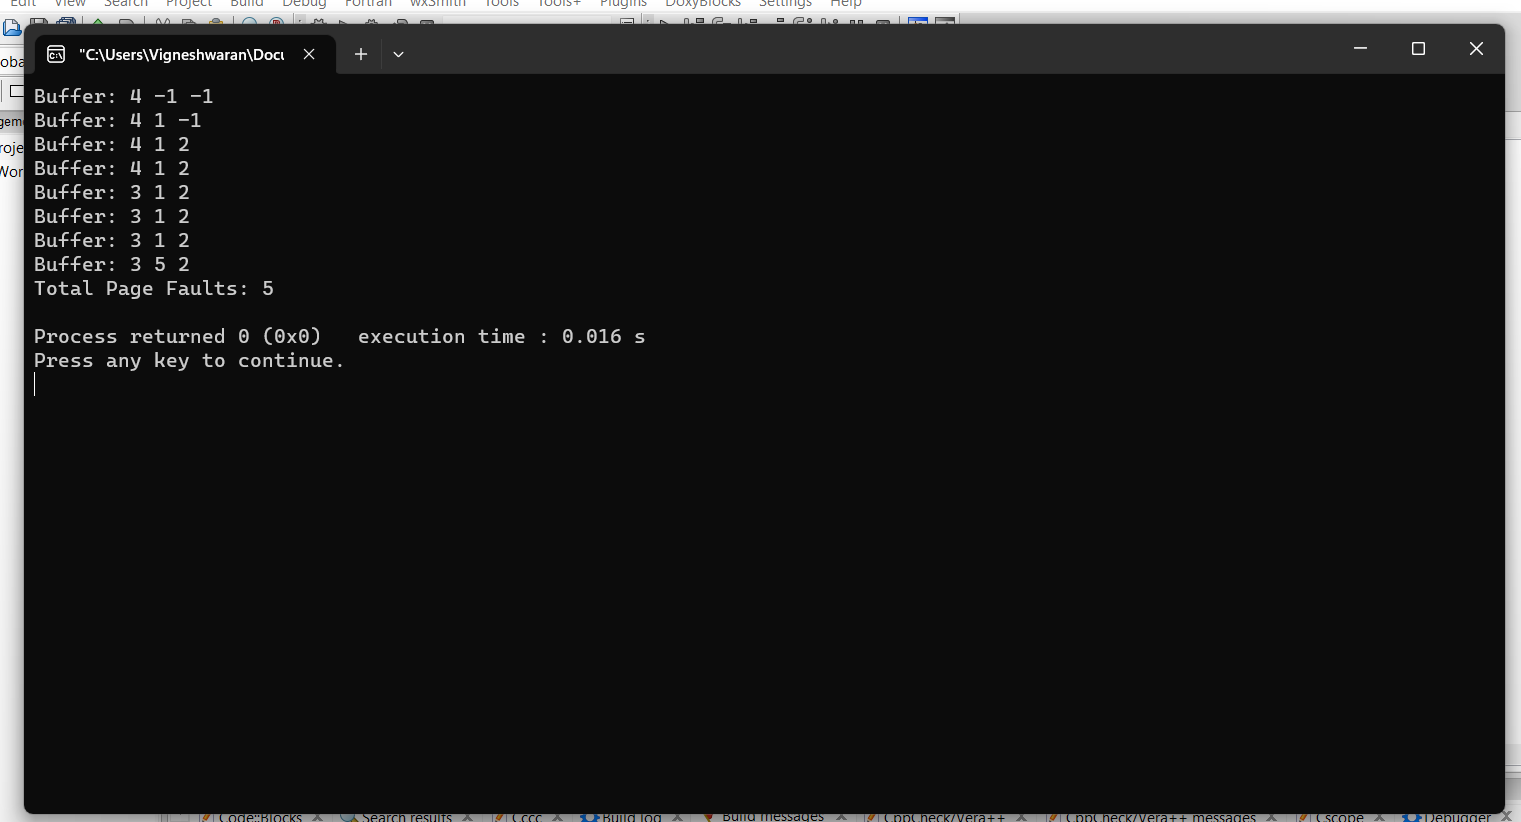 Edit View Search Project Build Debug Fortran wxSmith Tools Tools+ Plugins DoxyBlocks Settings Help
"C:\Users\Vigneshwaran\Docu
Buffer: 4 -1 -1
Buffer: 4 1 -1
Buffer: 4 1 2
Buffer: 4 1 2
Buffer: 3 1 2
Buffer: 3 1 2
Buffer: 3 1 2
Buffer: 3 5 2
Total Page Faults: 5
Process returned 0 (0x0)   execution time : 0.016 s
Press any key to continue.
Code::Blocks Search results Cccc Build log Build messages CppCheck/Vera++ CppCheck/Vera++ messages Cscope Debugger